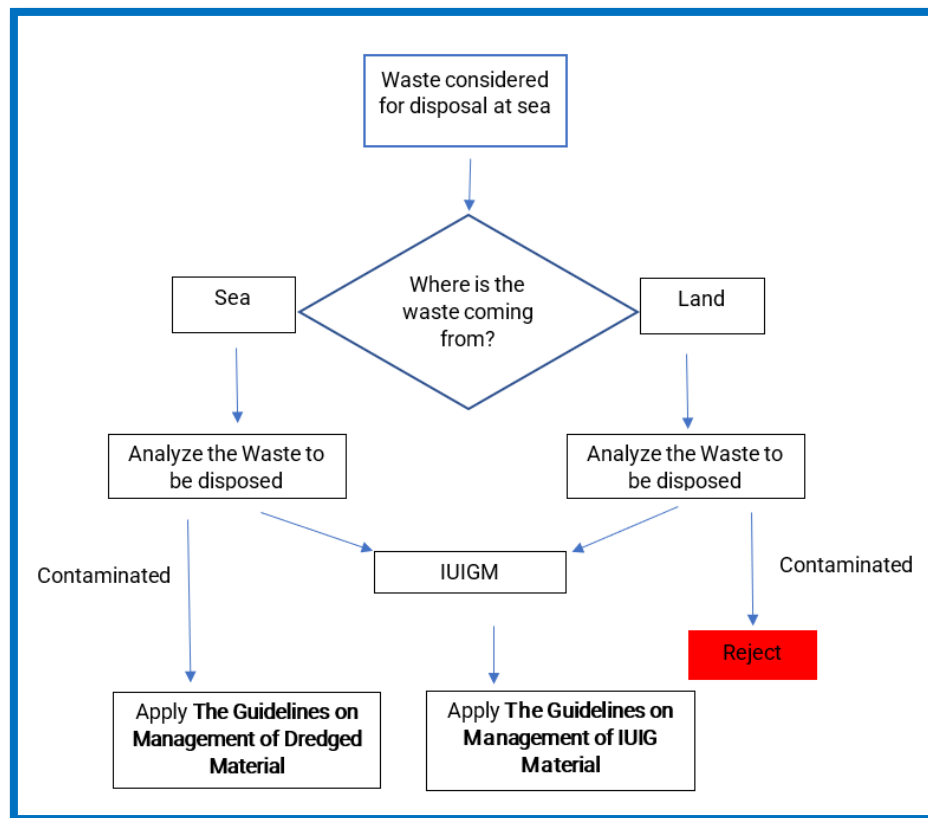 Waste considered
for disposal at sea
Where is the
waste coming
from?
Sea
Land
Analyze the Waste to
be disposed
Analyze the Waste to
be disposed
Contaminated
IUIGM
Contaminated
Reject
Apply The Guidelines on
Management of Dredged
Material
Apply The Guidelines on
Management of IUIG
Material